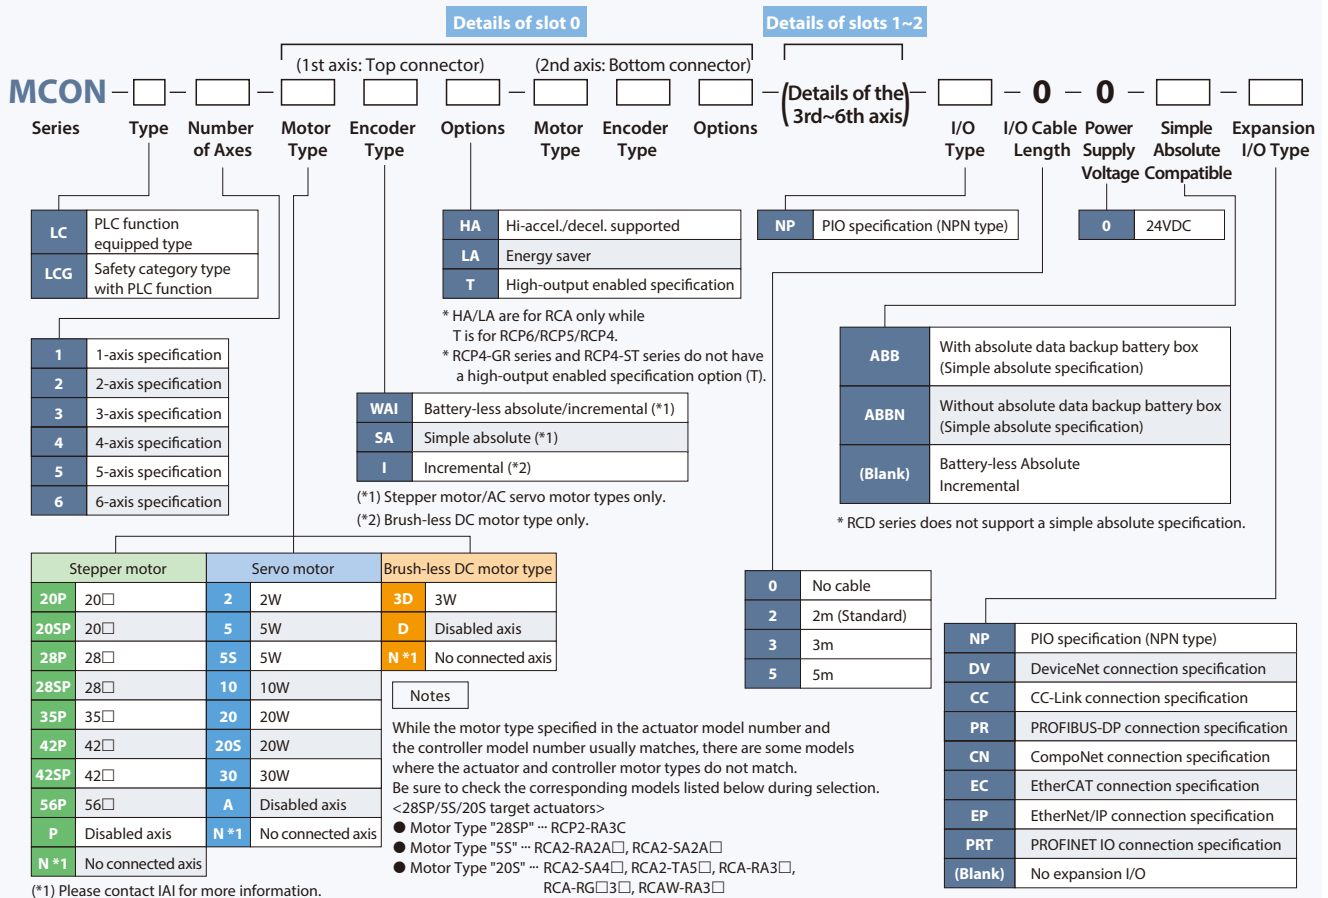 Details of slot 0
Details of slots 1~2
(1st axis: Top connector)
(2nd axis: Bottom connector)
MCON – □ – □ – □ □ □ – □ □ □ – (Details of the 3rd~6th axis) – □ – 0 – 0 – □ – □
Series
Type
Number of Axes
Motor Type
Encoder Type
Options
Motor Type
Encoder Type
Options
I/O Type
I/O Cable Length
Power Supply Voltage
Simple Absolute Compatible
Expansion I/O Type
LC PLC function equipped type
LCG Safety category type with PLC function
1 1-axis specification
2 2-axis specification
3 3-axis specification
4 4-axis specification
5 5-axis specification
6 6-axis specification
HA Hi-accel./decel. supported
LA Energy saver
T High-output enabled specification
* HA/LA are for RCA only while
T is for RCP6/RCP5/RCP4.
* RCP4-GR series and RCP4-ST series do not have
a high-output enabled specification option (T).
WAI Battery-less absolute/incremental (*1)
SA Simple absolute (*1)
I Incremental (*2)
(*1) Stepper motor/AC servo motor types only.
(*2) Brush-less DC motor type only.
NP PIO specification (NPN type)
0 24VDC
ABB With absolute data backup battery box
(Simple absolute specification)
ABBN Without absolute data backup battery box
(Simple absolute specification)
(Blank) Battery-less Absolute
Incremental
* RCD series does not support a simple absolute specification.
Stepper motor
20P 20□
20SP 20□
28P 28□
28SP 28□
35P 35□
42P 42□
42SP 42□
56P 56□
P Disabled axis
N *1 No connected axis
Servo motor
2 2W
5 5W
5S 5W
10 10W
20 20W
20S 20W
30 30W
A Disabled axis
N *1 No connected axis
Brush-less DC motor type
3D 3W
D Disabled axis
N *1 No connected axis
(*1) Please contact IAI for more information.
Notes
While the motor type specified in the actuator model number and
the controller model number usually matches, there are some models
where the actuator and controller motor types do not match.
Be sure to check the corresponding models listed below during selection.
<28SP/5S/20S target actuators>
● Motor Type "28SP" ··· RCP2-RA3C
● Motor Type "5S" ··· RCA2-RA2A□, RCA2-SA2A□
● Motor Type "20S" ··· RCA2-SA4□, RCA2-TA5□, RCA-RA3□,
RCA-RG□3□, RCAW-RA3□
0 No cable
2 2m (Standard)
3 3m
5 5m
NP PIO specification (NPN type)
DV DeviceNet connection specification
CC CC-Link connection specification
PR PROFIBUS-DP connection specification
CN CompoNet connection specification
EC EtherCAT connection specification
EP EtherNet/IP connection specification
PRT PROFINET IO connection specification
(Blank) No expansion I/O